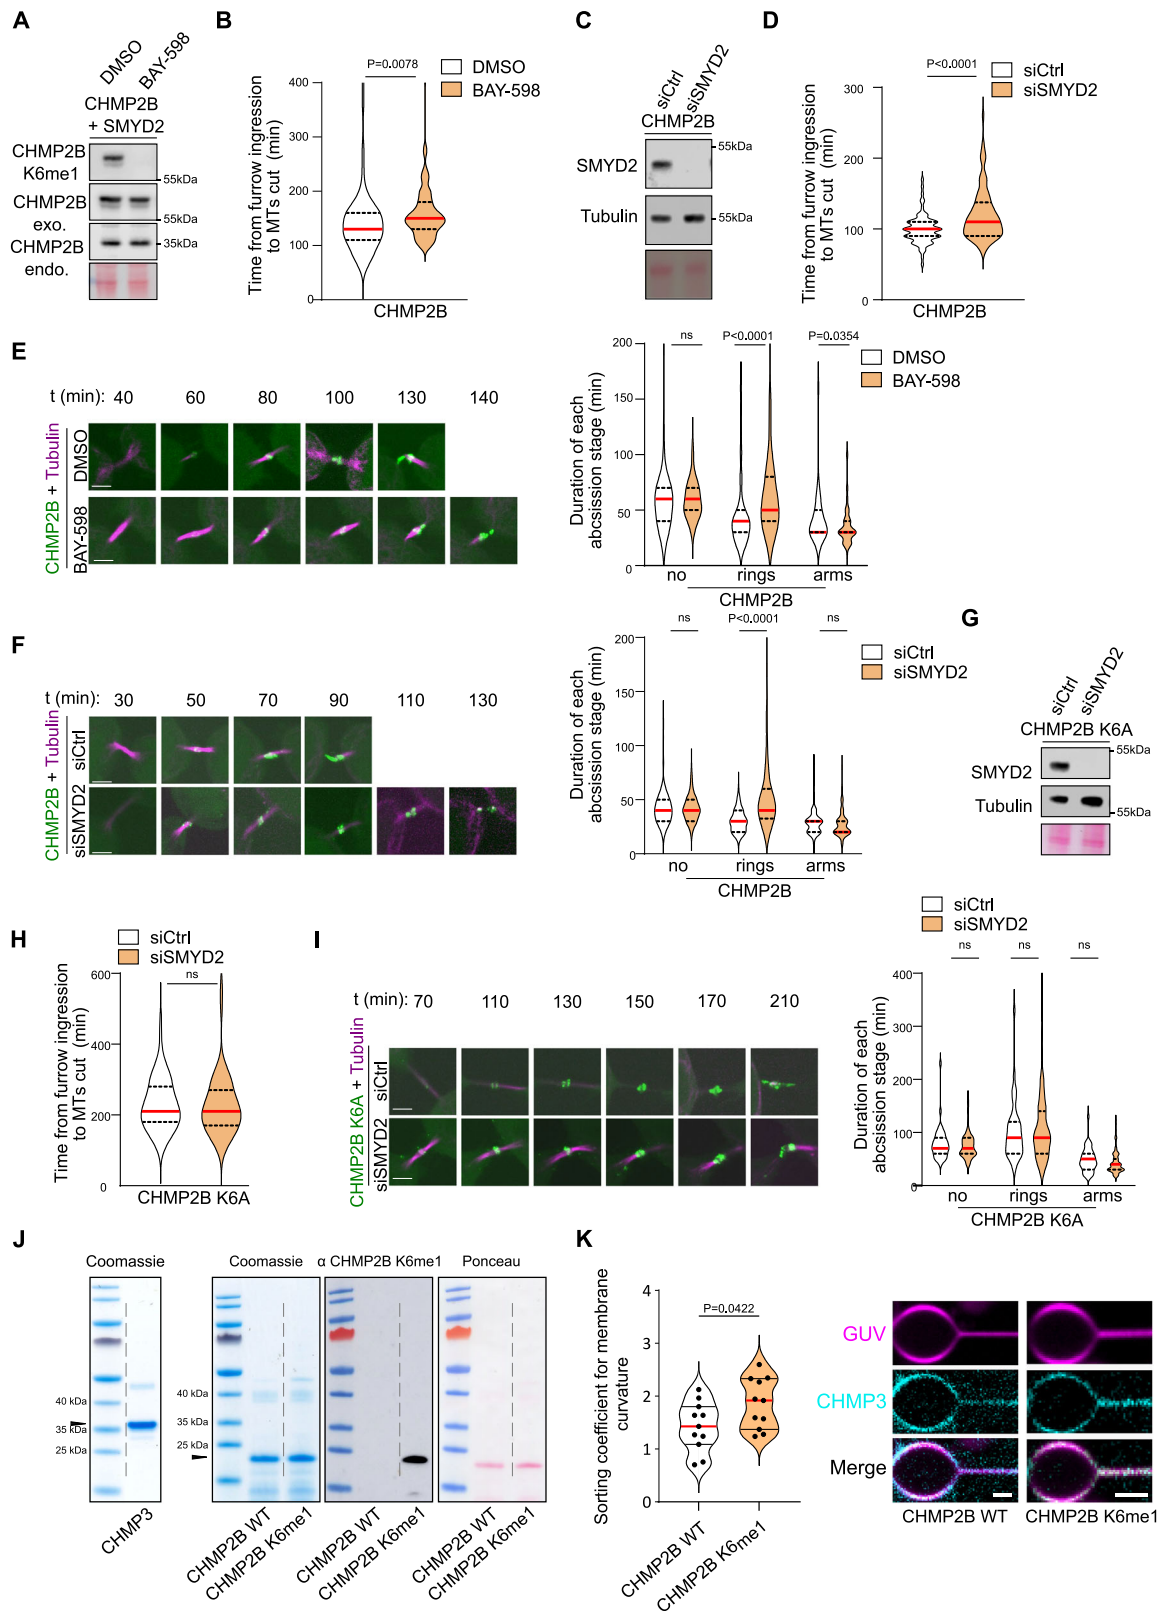 A
DMSO
BAY-598
CHMP2B
+ SMYD2
CHMP2B
K6me1
55kDa
CHMP2B
exo.
55kDa
CHMP2B
endo.
35kDa
B
Time from furrow ingression
to MTs cut (min)
400
300
200
100
0
P=0.0078
DMSO
BAY-598
CHMP2B
C
siCtrl
siSMYD2
CHMP2B
55kDa
SMYD2
Tubulin
55kDa
D
Time from furrow ingression
to MTs cut (min)
300
200
100
0
P<0.0001
siCtrl
siSMYD2
CHMP2B
E
t (min): 40 60 80 100 130 140
CHMP2B + Tubulin
DMSO
BAY-598
Duration of each
abcsission stage (min)
200
150
100
50
0
ns
P<0.0001
P=0.0354
DMSO
BAY-598
no rings arms
CHMP2B
F
t (min): 30 50 70 90 110 130
CHMP2B + Tubulin
siCtrl
siSMYD2
Duration of each
abcsission stage (min)
200
150
100
50
0
ns
P<0.0001
ns
siCtrl
siSMYD2
no rings arms
CHMP2B
G
siCtrl
siSMYD2
CHMP2B K6A
55kDa
SMYD2
Tubulin
55kDa
H
siCtrl
siSMYD2
Time from furrow ingression
to MTs cut (min)
600
400
200
0
ns
CHMP2B K6A
I
t (min): 70 110 130 150 170 210
CHMP2B K6A + Tubulin
siCtrl
siSMYD2
siCtrl
siSMYD2
Duration of each
abcsission stage (min)
400
300
200
100
0
ns
ns
ns
no rings arms
CHMP2B K6A
J
Coomassie
40 kDa
35 kDa
25 kDa
CHMP3
Coomassie
α CHMP2B K6me1
Ponceau
40 kDa
35 kDa
25 kDa
CHMP2B WT
CHMP2B K6me1
CHMP2B WT
CHMP2B K6me1
CHMP2B WT
CHMP2B K6me1
K
Sorting coefficient for membrane
curvature
4
3
2
1
0
P=0.0422
CHMP2B WT
CHMP2B K6me1
GUV
CHMP3
Merge
CHMP2B WT
CHMP2B K6me1